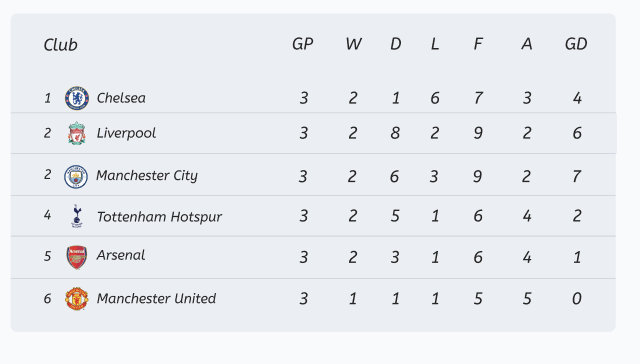 Club GP W D L F A GD
1 Chelsea 3 2 1 6 7 3 4
2 Liverpool 3 2 8 2 9 2 6
2 Manchester City 3 2 6 3 9 2 7
4 Tottenham Hotspur 3 2 5 1 6 4 2
5 Arsenal 3 2 3 1 6 4 1
6 Manchester United 3 1 1 1 5 5 0